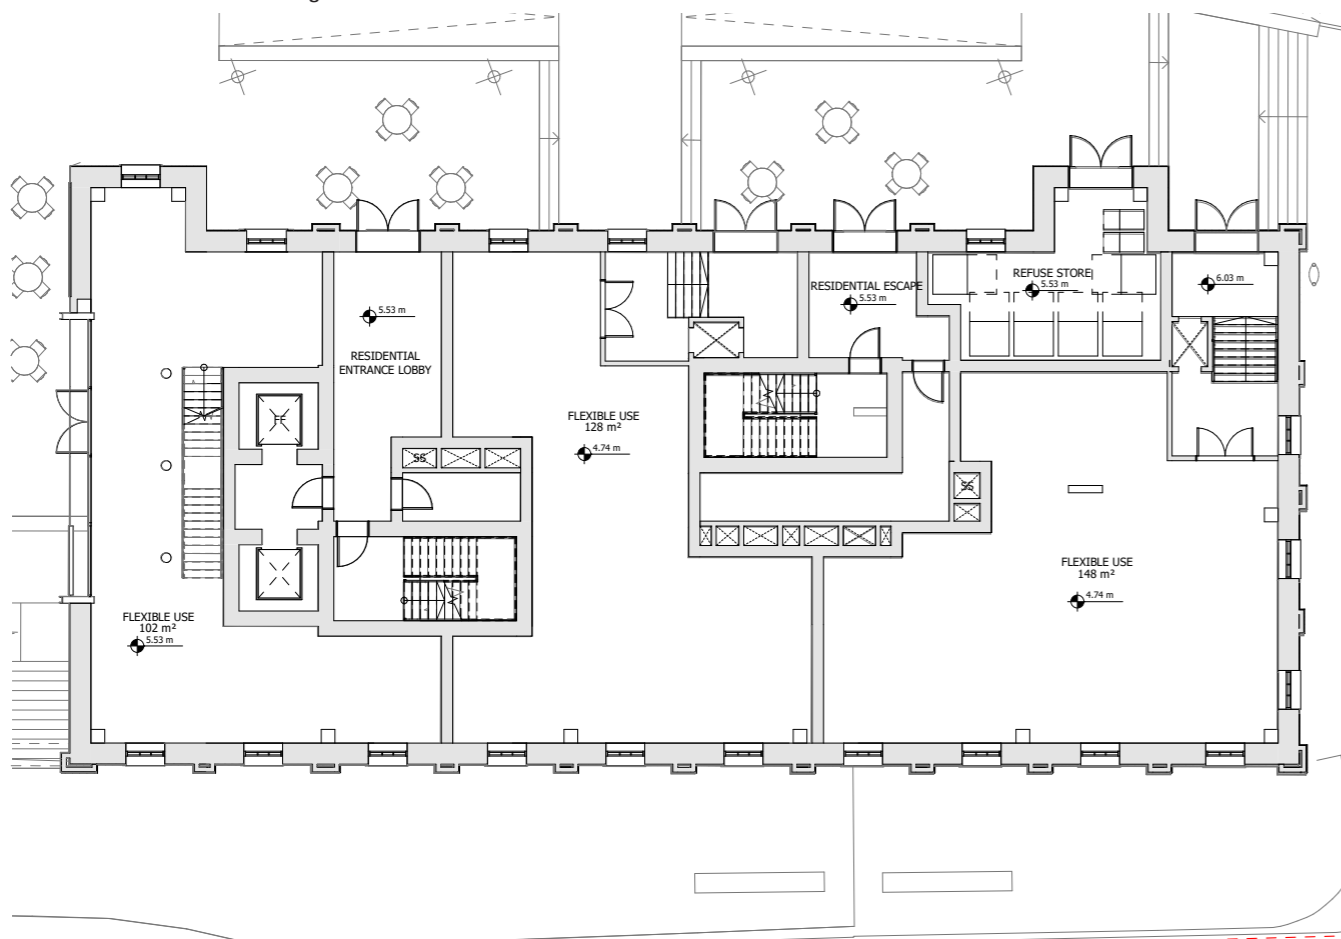 5.53 m
RESIDENTIAL
ENTRANCE LOBBY
RESIDENTIAL ESCAPE
5.53 m
REFUSE STORE
5.53 m
6.03 m
FF
FLEXIBLE USE
128 m²
4.74 m
SS
SS
FLEXIBLE USE
148 m²
4.74 m
FLEXIBLE USE
102 m²
5.53 m